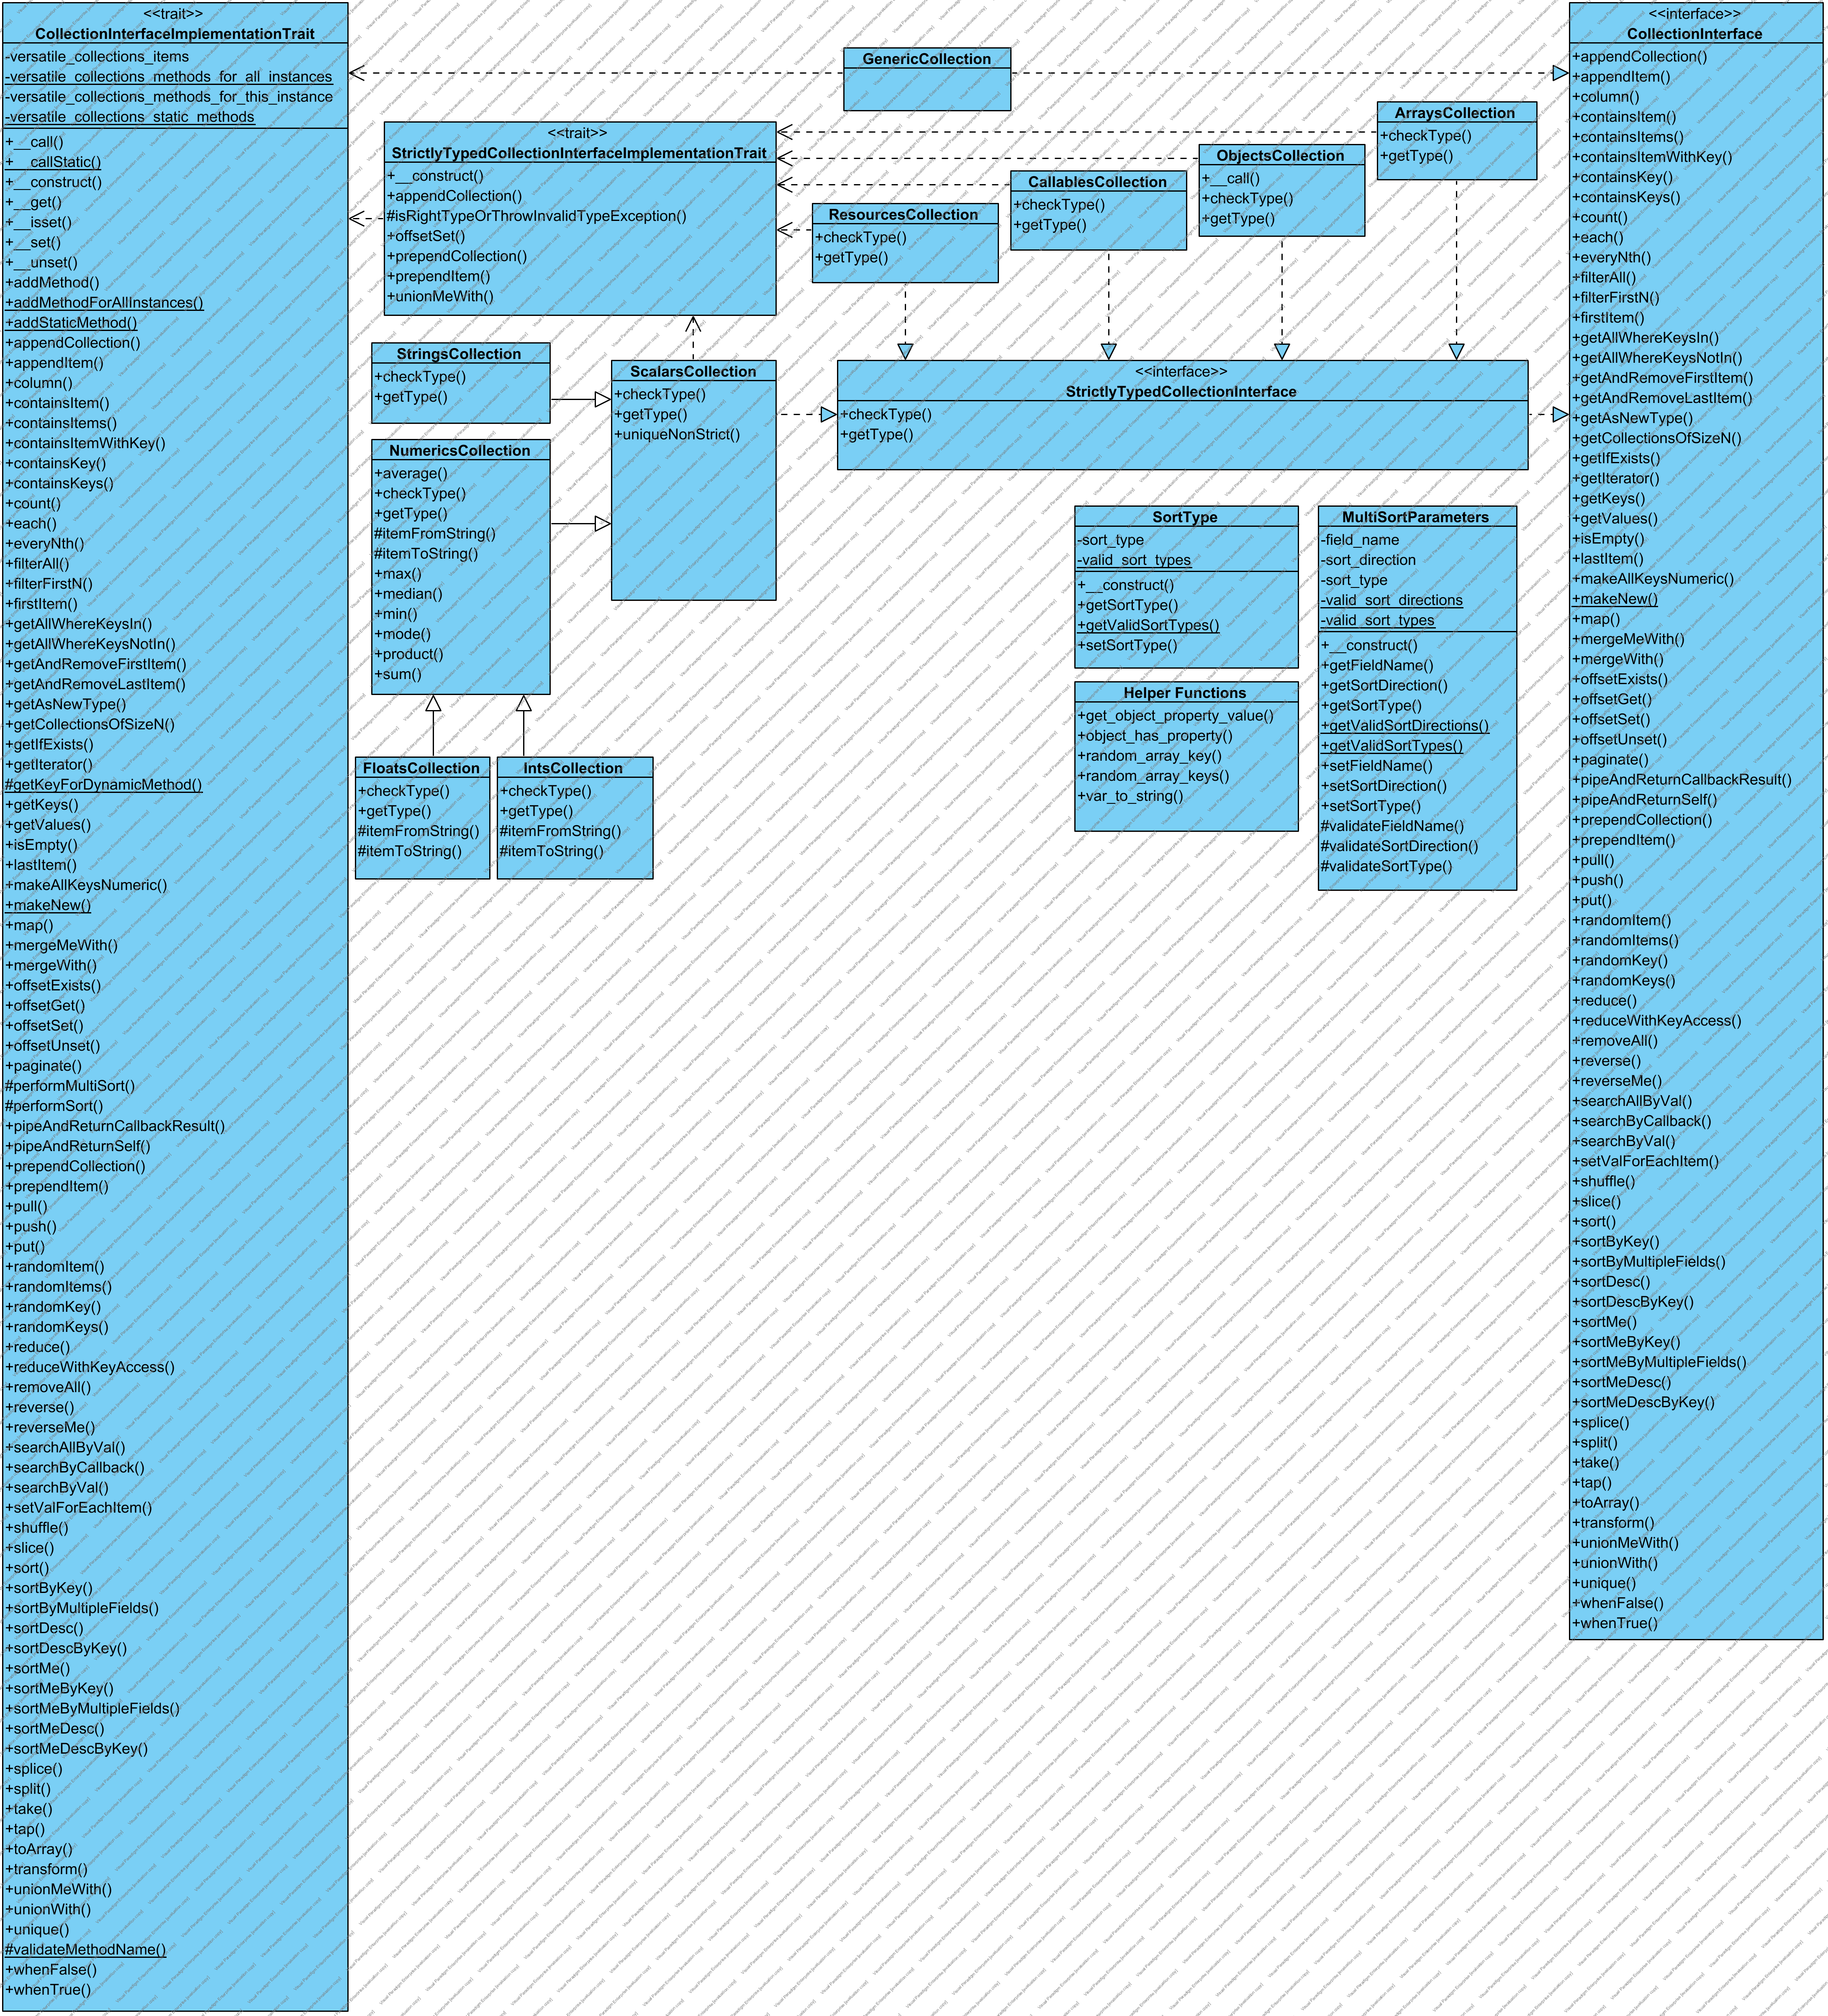 <<trait>>
CollectionInterfaceImplementationTrait
-versatile_collections_items
-versatile_collections_methods_for_all_instances
-versatile_collections_methods_for_this_instance
-versatile_collections_static_methods
+__call()
+__callStatic()
+__construct()
+__get()
+__isset()
+__set()
+__unset()
+addMethod()
+addMethodForAllInstances()
+addStaticMethod()
+appendCollection()
+appendItem()
+column()
+containsItem()
+containsItems()
+containsItemWithKey()
+containsKey()
+containsKeys()
+count()
+each()
+everyNth()
+filterAll()
+filterFirstN()
+firstItem()
+getAllWhereKeysIn()
+getAllWhereKeysNotIn()
+getAndRemoveFirstItem()
+getAndRemoveLastItem()
+getAsNewType()
+getCollectionsOfSizeN()
+getIfExists()
+getIterator()
#getKeyForDynamicMethod()
+getKeys()
+getValues()
+isEmpty()
+lastItem()
+makeAllKeysNumeric()
+makeNew()
+map()
+mergeMeWith()
+mergeWith()
+offsetExists()
+offsetGet()
+offsetSet()
+offsetUnset()
+paginate()
#performMultiSort()
#performSort()
+pipeAndReturnCallbackResult()
+pipeAndReturnSelf()
+prependCollection()
+prependItem()
+pull()
+push()
+put()
+randomItem()
+randomItems()
+randomKey()
+randomKeys()
+reduce()
+reduceWithKeyAccess()
+removeAll()
+reverse()
+reverseMe()
+searchAllByVal()
+searchByCallback()
+searchByVal()
+setValForEachItem()
+shuffle()
+slice()
+sort()
+sortByKey()
+sortByMultipleFields()
+sortDesc()
+sortDescByKey()
+sortMe()
+sortMeByKey()
+sortMeByMultipleFields()
+sortMeDesc()
+sortMeDescByKey()
+splice()
+split()
+take()
+tap()
+toArray()
+transform()
+unionMeWith()
+unionWith()
+unique()
#validateMethodName()
+whenFalse()
+whenTrue()
GenericCollection
<<trait>>
StrictlyTypedCollectionInterfaceImplementationTrait
+__construct()
+appendCollection()
#isRightTypeOrThrowInvalidTypeException()
+offsetSet()
+prependCollection()
+prependItem()
+unionMeWith()
ResourcesCollection
+checkType()
+getType()
CallablesCollection
+checkType()
+getType()
ObjectsCollection
+__call()
+checkType()
+getType()
ArraysCollection
+checkType()
+getType()
StringsCollection
+checkType()
+getType()
ScalarsCollection
+checkType()
+getType()
+uniqueNonStrict()
<<interface>>
StrictlyTypedCollectionInterface
+checkType()
+getType()
NumericsCollection
+average()
+checkType()
+getType()
#itemFromString()
#itemToString()
+max()
+median()
+min()
+mode()
+product()
+sum()
FloatsCollection
+checkType()
+getType()
#itemFromString()
#itemToString()
IntsCollection
+checkType()
+getType()
#itemFromString()
#itemToString()
SortType
-sort_type
-valid_sort_types
+__construct()
+getSortType()
+getValidSortTypes()
+setSortType()
Helper Functions
+get_object_property_value()
+object_has_property()
+random_array_key()
+random_array_keys()
+var_to_string()
MultiSortParameters
-field_name
-sort_direction
-sort_type
-valid_sort_directions
-valid_sort_types
+__construct()
+getFieldName()
+getSortDirection()
+getSortType()
+getValidSortDirections()
+getValidSortTypes()
+setFieldName()
+setSortDirection()
+setSortType()
#validateFieldName()
#validateSortDirection()
#validateSortType()
<<interface>>
CollectionInterface
+appendCollection()
+appendItem()
+column()
+containsItem()
+containsItems()
+containsItemWithKey()
+containsKey()
+containsKeys()
+count()
+each()
+everyNth()
+filterAll()
+filterFirstN()
+firstItem()
+getAllWhereKeysIn()
+getAllWhereKeysNotIn()
+getAndRemoveFirstItem()
+getAndRemoveLastItem()
+getAsNewType()
+getCollectionsOfSizeN()
+getIfExists()
+getIterator()
+getKeys()
+getValues()
+isEmpty()
+lastItem()
+makeAllKeysNumeric()
+makeNew()
+map()
+mergeMeWith()
+mergeWith()
+offsetExists()
+offsetGet()
+offsetSet()
+offsetUnset()
+paginate()
+pipeAndReturnCallbackResult()
+pipeAndReturnSelf()
+prependCollection()
+prependItem()
+pull()
+push()
+put()
+randomItem()
+randomItems()
+randomKey()
+randomKeys()
+reduce()
+reduceWithKeyAccess()
+removeAll()
+reverse()
+reverseMe()
+searchAllByVal()
+searchByCallback()
+searchByVal()
+setValForEachItem()
+shuffle()
+slice()
+sort()
+sortByKey()
+sortByMultipleFields()
+sortDesc()
+sortDescByKey()
+sortMe()
+sortMeByKey()
+sortMeByMultipleFields()
+sortMeDesc()
+sortMeDescByKey()
+splice()
+split()
+take()
+tap()
+toArray()
+transform()
+unionMeWith()
+unionWith()
+unique()
+whenFalse()
+whenTrue()